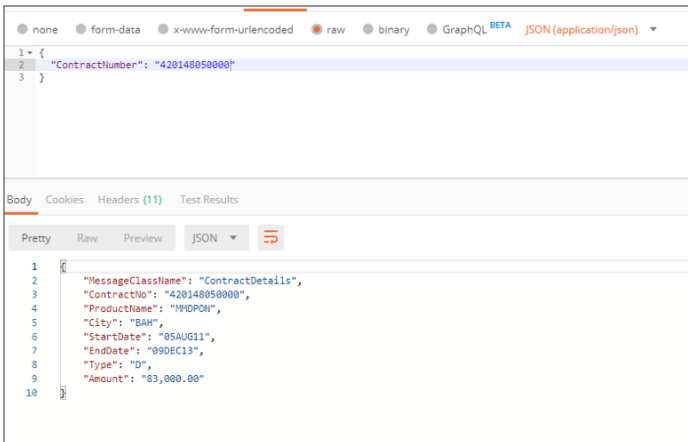 none form-data x-www-form-urlencoded raw binary GraphQL BETA JSON (application/json)
1 {
2 "ContractNumber": "420148050000"
3 }
Body Cookies Headers (11) Test Results
Pretty Raw Preview JSON
1 {
2 "MessageClassName": "ContractDetails",
3 "ContractNo": "420148050000",
4 "ProductName": "MMDPON",
5 "City": "BAH",
6 "StartDate": "05AUG11",
7 "EndDate": "09DEC13",
8 "Type": "D",
9 "Amount": "83,000.00"
10 }